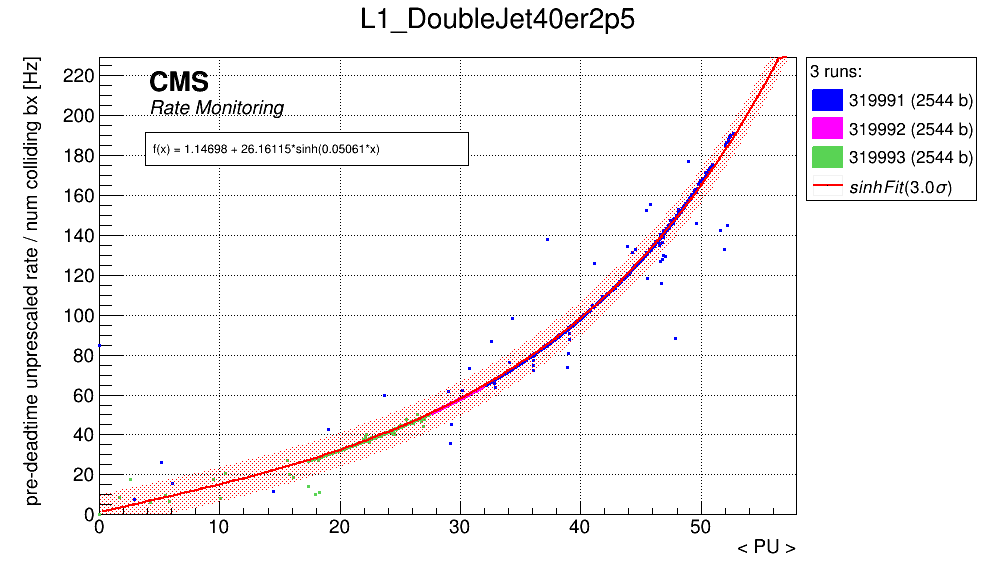 L1_DoubleJet40er2p5
pre-deadtime unprescaled rate / num colliding bx [Hz]
220
200
180
160
140
120
100
80
60
40
20
0
CMS
Rate Monitoring
f(x) = 1.14698 + 26.16115*sinh(0.05061*x)
0 10 20 30 40 50
< PU >
3 runs:
319991 (2544 b)
319992 (2544 b)
319993 (2544 b)
sinhFit(3.0σ)